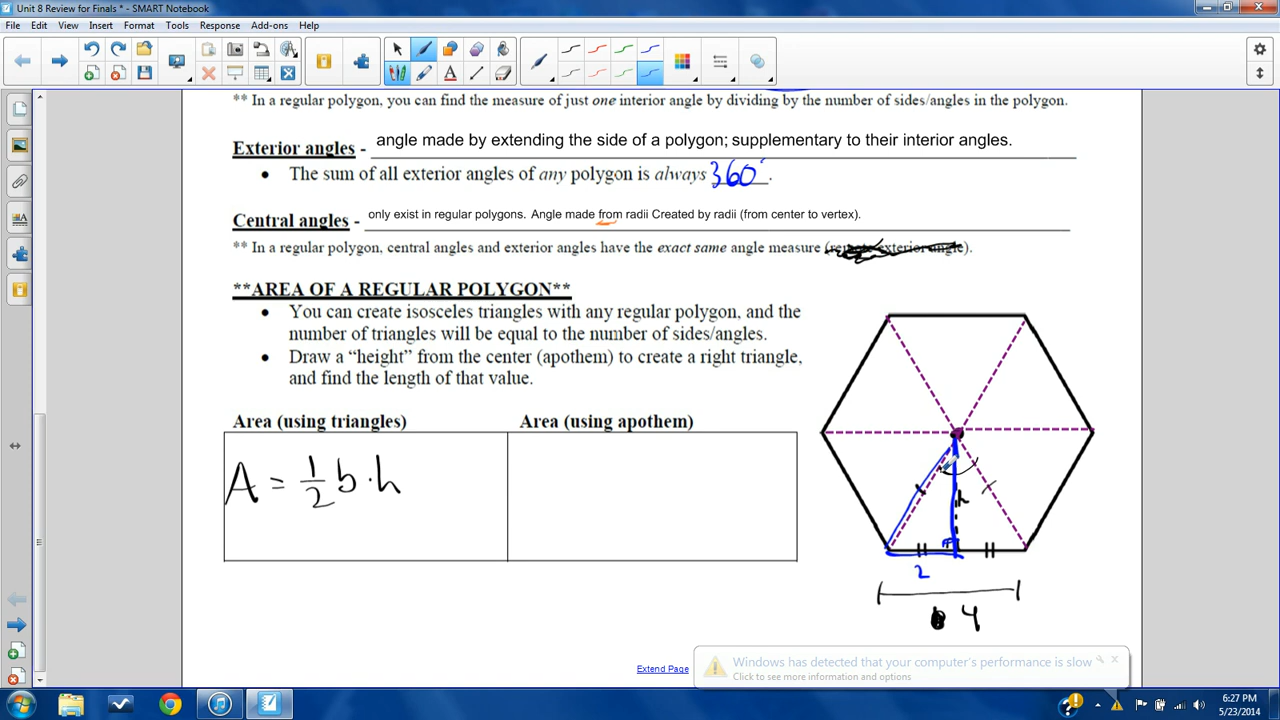 Unit 8 Review for Finals * - SMART Notebook
File Edit View Insert Format Tools Response Add-ons Help
** In a regular polygon, you can find the measure of just one interior angle by dividing by the number of sides/angles in the polygon.
Exterior angles - angle made by extending the side of a polygon; supplementary to their interior angles.
• The sum of all exterior angles of any polygon is always 360°.
Central angles - only exist in regular polygons. Angle made from radii Created by radii (from center to vertex).
** In a regular polygon, central angles and exterior angles have the exact same angle measure ( exterior angle).
**AREA OF A REGULAR POLYGON**
• You can create isosceles triangles with any regular polygon, and the
number of triangles will be equal to the number of sides/angles.
• Draw a “height” from the center (apothem) to create a right triangle,
and find the length of that value.
Area (using triangles) Area (using apothem)
A = 1/2 b · h
h
2
4
Extend Page
Windows has detected that your computer's performance is slow
Click to see more information and options
6:27 PM
5/23/2014